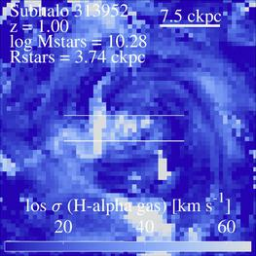 Subhalo 313952
7.5 ckpc
z = 1.00
log Mstars = 10.28
Rstars = 3.74 ckpc
los σ (H-alpha gas) [km s⁻¹]
20 40 60